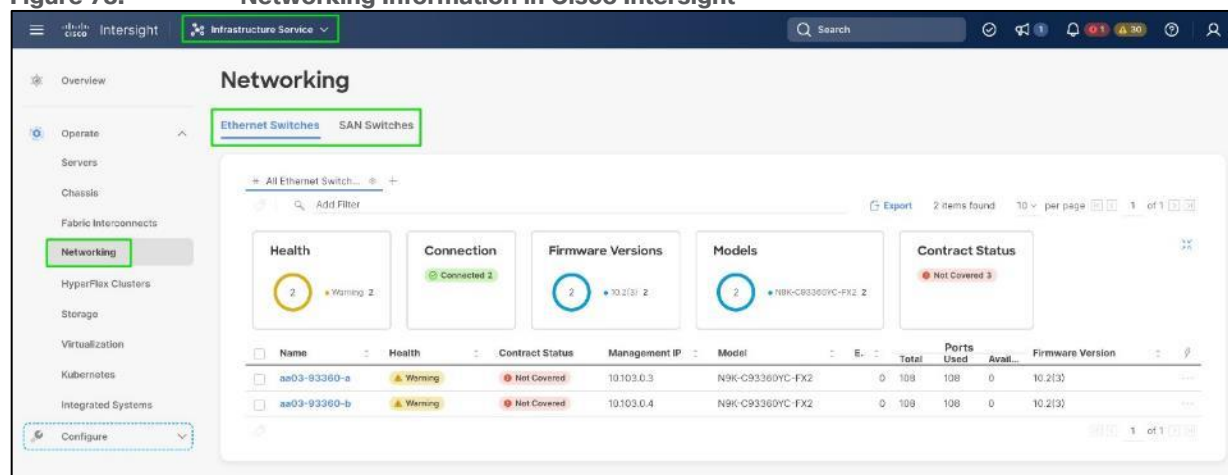 Figure 75. Networking Information in Cisco Intersight
cisco Intersight
Infrastructure Service
Search
1
1
30
Overview
Operate
Servers
Chassis
Fabric Interconnects
Networking
HyperFlex Clusters
Storage
Virtualization
Kubernetes
Integrated Systems
Configure
Networking
Ethernet Switches SAN Switches
All Ethernet Switch... +
Add Filter
Export 2 items found 10 per page 1 of 1
Health
2
Warning 2
Connection
Connected 2
Firmware Versions
2
10.2(3) 2
Models
2
N9K-C93360YC-FX2 2
Contract Status
Not Covered 3
Name Health Contract Status Management IP Model E.. Ports Total Used Avail... Firmware Version
aa03-93360-a Warning Not Covered 10.103.0.3 N9K-C93360YC-FX2 0 108 108 0 10.2(3) ...
aa03-93360-b Warning Not Covered 10.103.0.4 N9K-C93360YC-FX2 0 108 108 0 10.2(3) ...
1 of 1